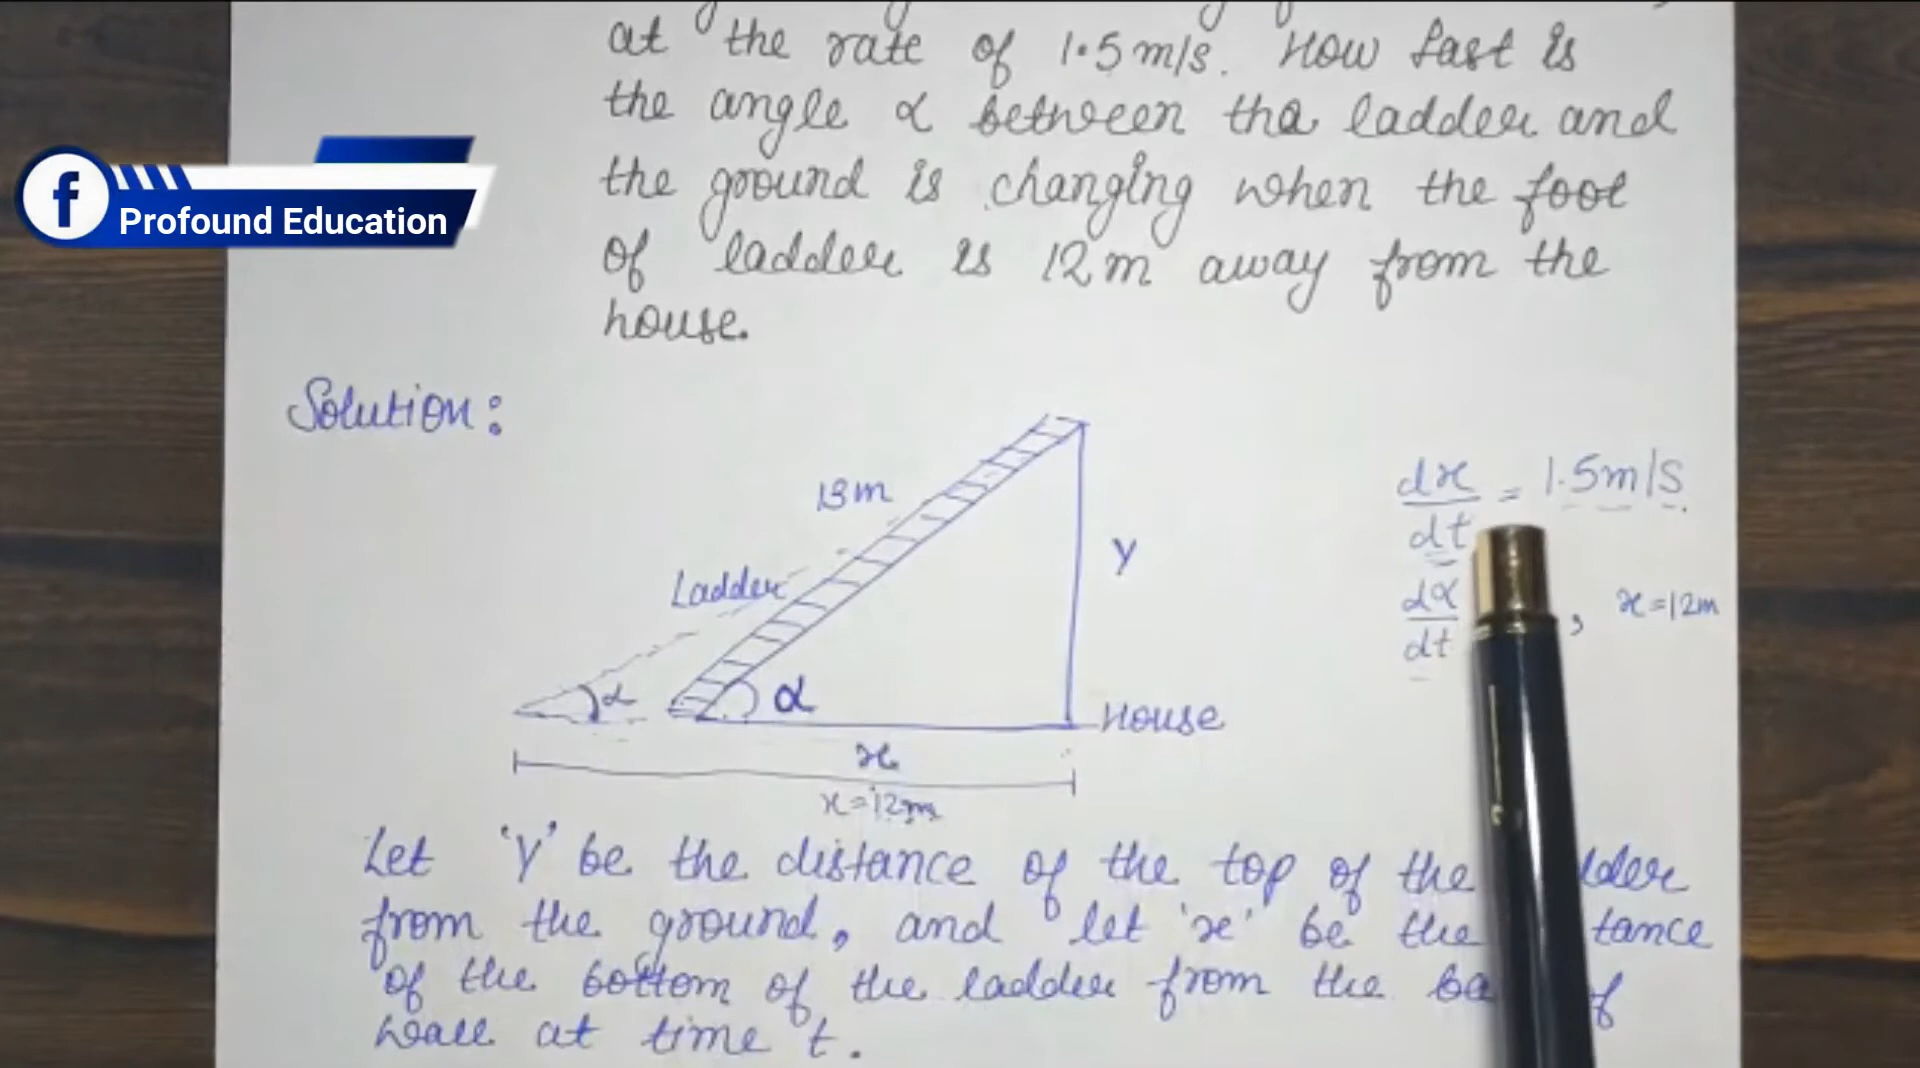 at the rate of 1.5 m/s. How fast is
the angle α between the ladder and
the ground is changing when the foot
of ladder is 12 m away from the
house.
f
Profound Education
Solution:
13m
Ladder
y
α
α
House
x
x=12m
dx/dt = 1.5m/s.
dα/dt , x=12m
Let 'y' be the distance of the top of the
from the ground, and let 'x' be the
of the bottom of the ladder from the of
wall at time t.